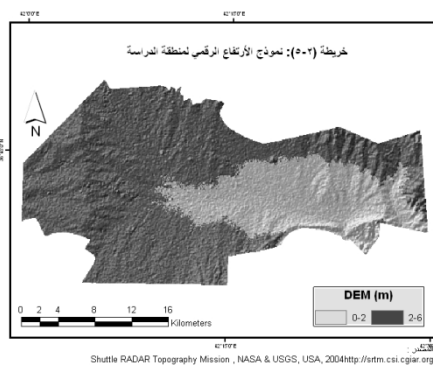 خريطة (٢-٥): نموذج الأرتفاع الرقمي لمنطقة الدراسة
N
DEM (m)
0-2 2-6
0 2 4 8 12 16
Kilometers
المصدر :
Shuttle RADAR Topography Mission , NASA & USGS, USA, 2004http://srtm.csi.cgiar.org